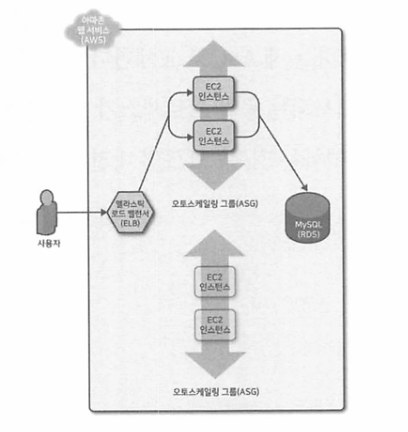 아마존
웹 서비스
(AWS)
EC2
인스턴스
EC2
인스턴스
오토스케일링 그룹(ASG)
사용자
엘라스틱
로드 밸런서
(ELB)
MySQL
(RDS)
EC2
인스턴스
EC2
인스턴스
오토스케일링 그룹(ASG)